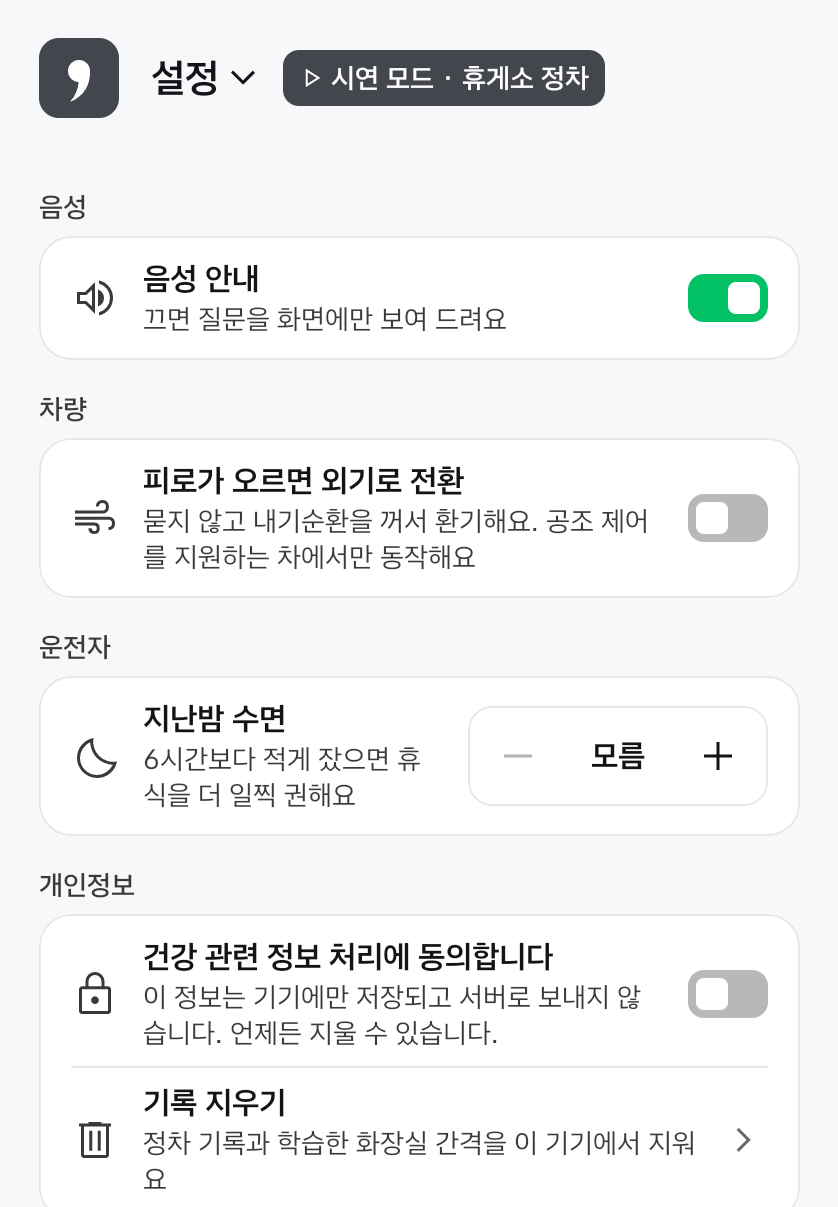 설정
시연 모드 · 휴게소 정차
음성
음성 안내
끄면 질문을 화면에만 보여 드려요
차량
피로가 오르면 외기로 전환
묻지 않고 내기순환을 꺼서 환기해요. 공조 제어
를 지원하는 차에서만 동작해요
운전자
지난밤 수면
6시간보다 적게 잤으면 휴
식을 더 일찍 권해요
모름
개인정보
건강 관련 정보 처리에 동의합니다
이 정보는 기기에만 저장되고 서버로 보내지 않
습니다. 언제든 지울 수 있습니다.
기록 지우기
정차 기록과 학습한 화장실 간격을 이 기기에서 지워
요